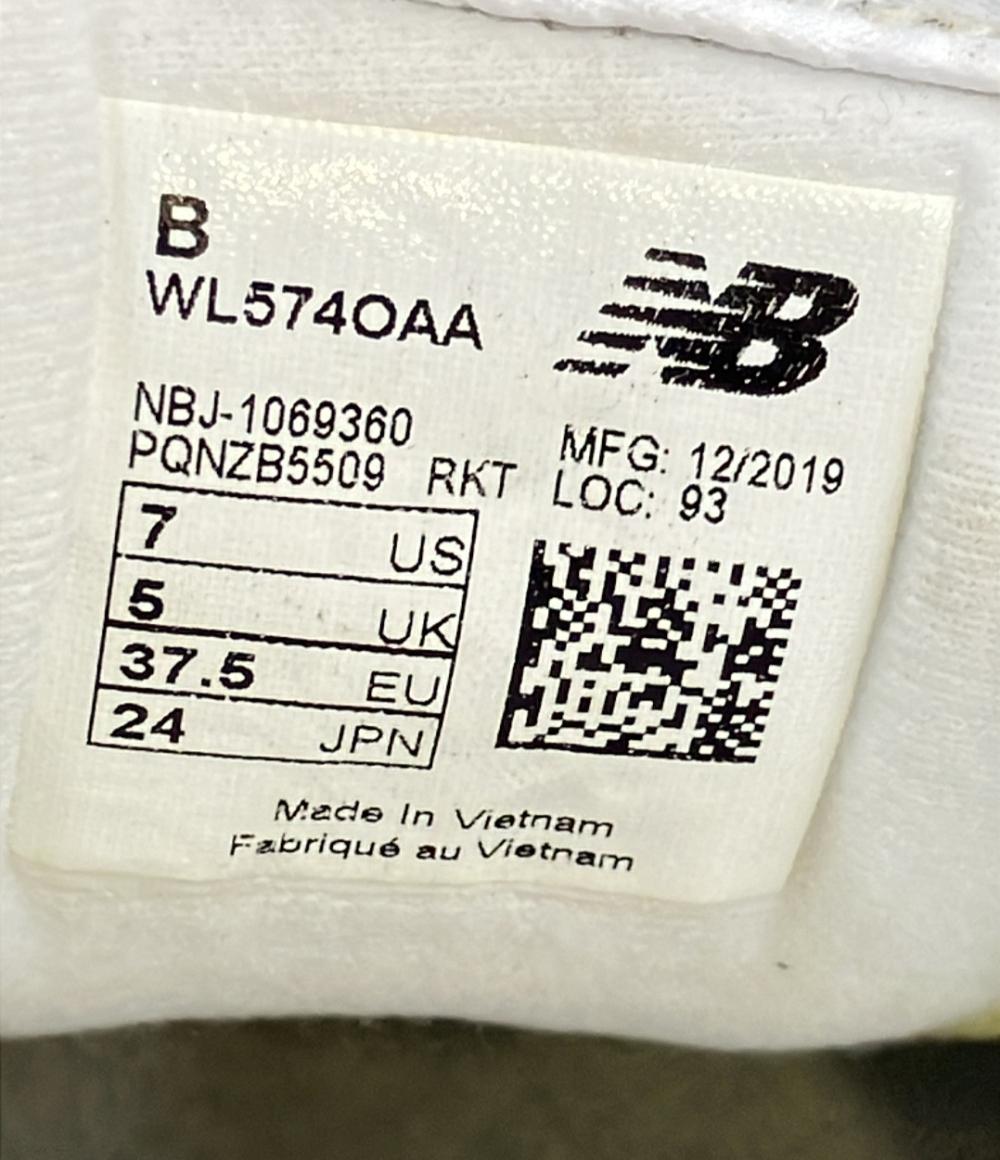 B
WL574OAA
NB
NBJ-1069360
PQNZB5509 RKT
MFG: 12/2019
LOC: 93
7 US
5 UK
37.5 EU
24 JPN
Made In Vietnam
Fabriqué au Vietnam